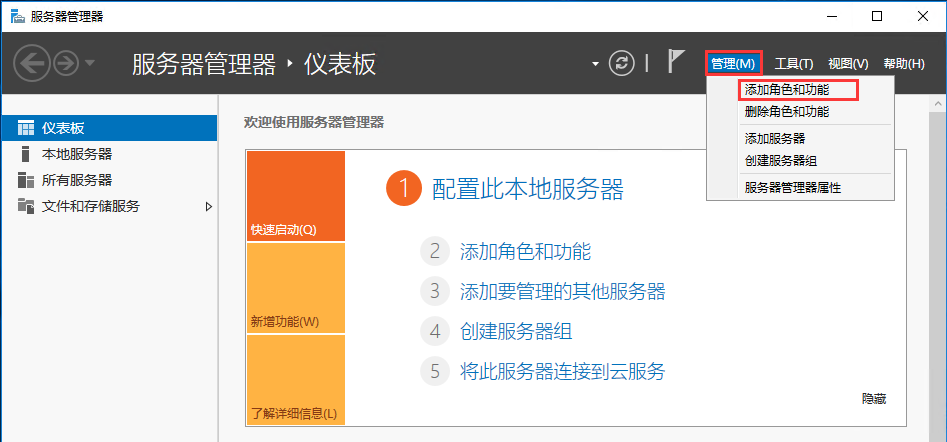 服务器管理器
服务器管理器 · 仪表板
管理(M) 工具(T) 视图(V) 帮助(H)
添加角色和功能
删除角色和功能
添加服务器
创建服务器组
服务器管理器属性
仪表板
本地服务器
所有服务器
文件和存储服务
欢迎使用服务器管理器
快速启动(Q)
新增功能(W)
了解详细信息(L)
1 配置此本地服务器
2 添加角色和功能
3 添加要管理的其他服务器
4 创建服务器组
5 将此服务器连接到云服务
隐藏